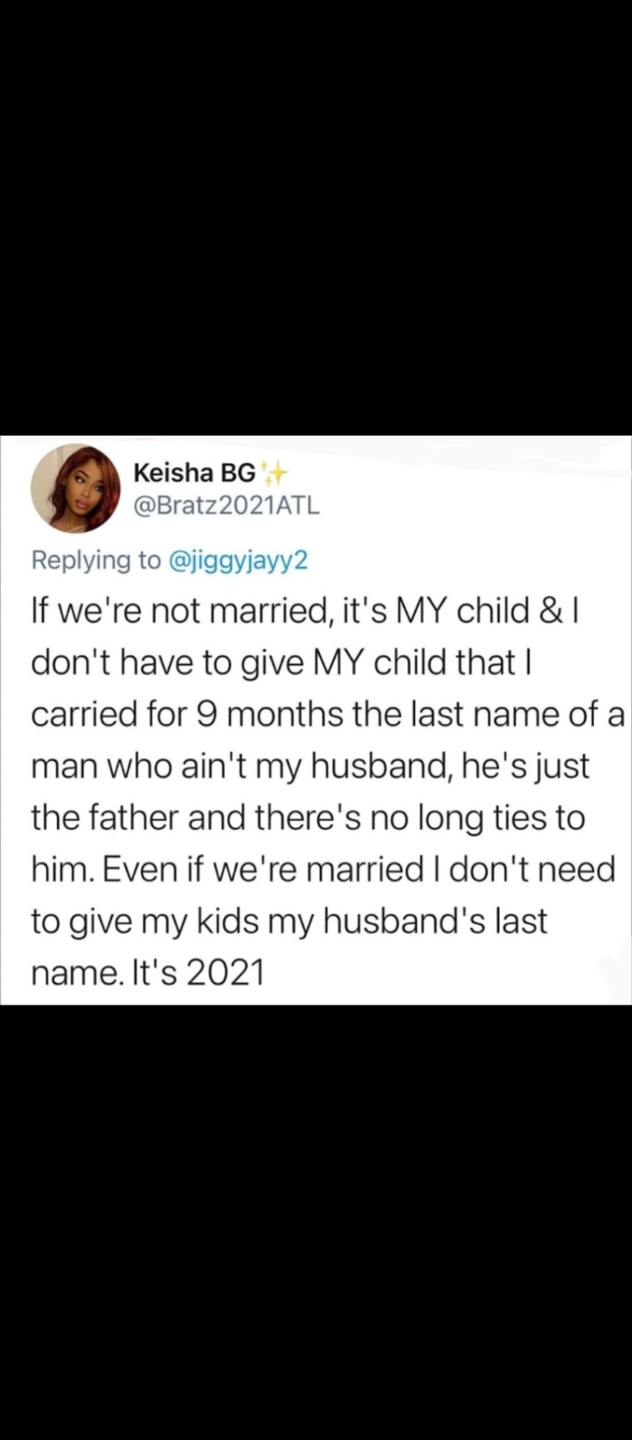 Keisha BG✨
@Bratz2021ATL
Replying to @jiggyjayy2
If we're not married, it's MY child & I
don't have to give MY child that I
carried for 9 months the last name of a
man who ain't my husband, he's just
the father and there's no long ties to
him. Even if we're married I don't need
to give my kids my husband's last
name. It's 2021